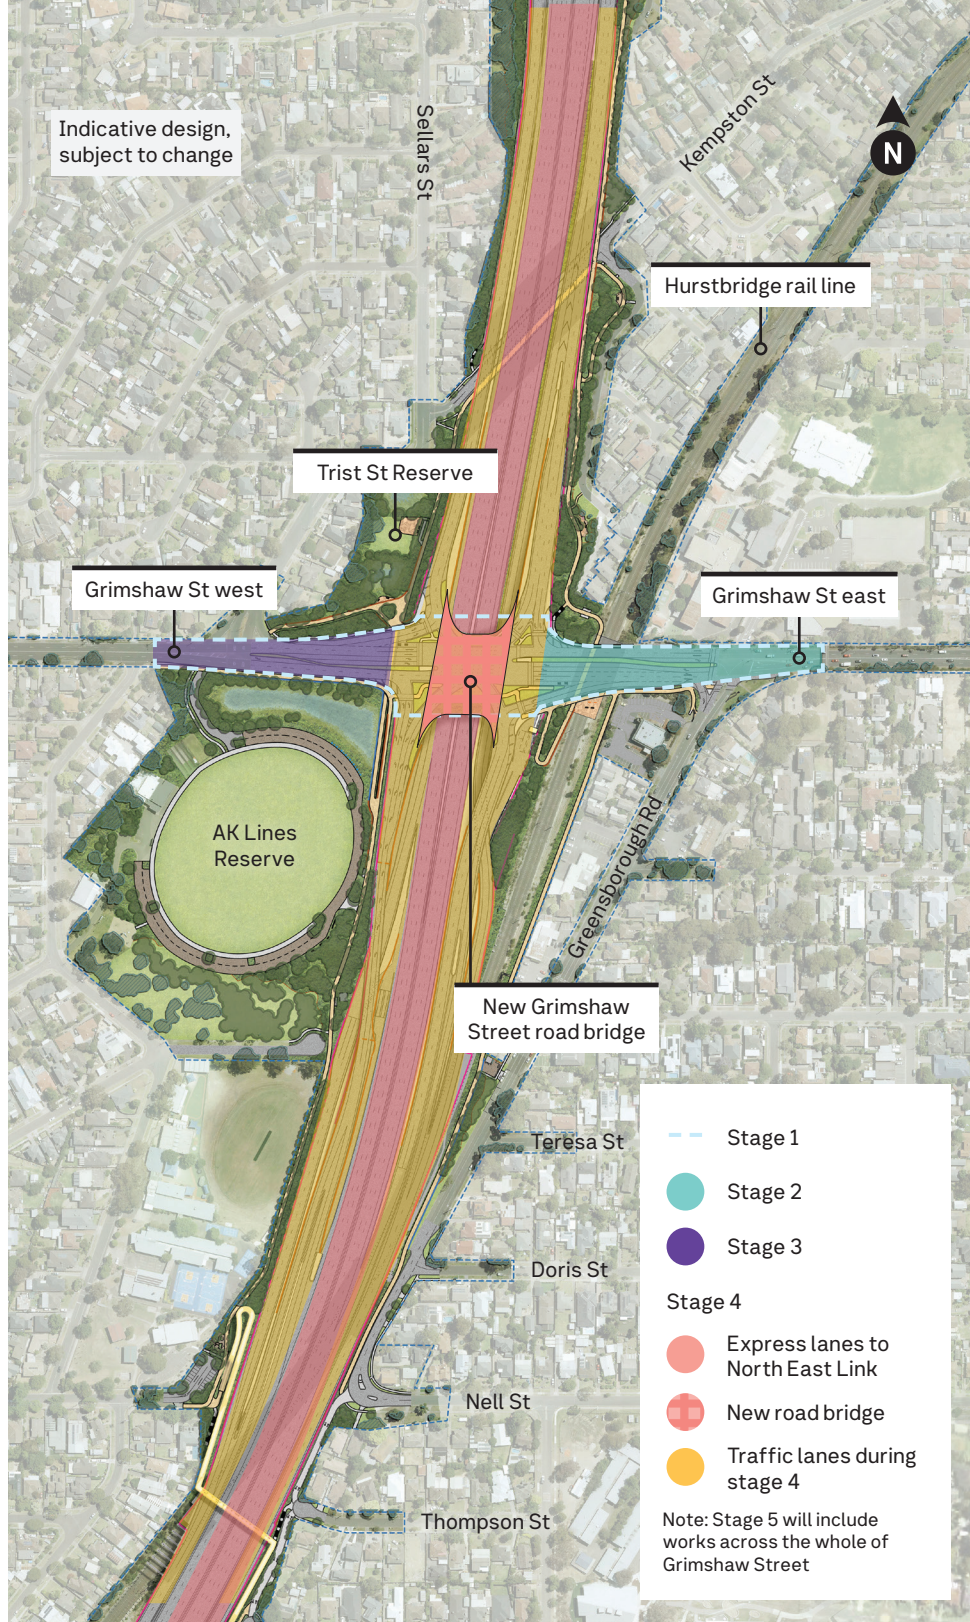 Indicative design,
subject to change
Sellars St
Kempston St
N
Hurstbridge rail line
Trist St Reserve
Grimshaw St west
Grimshaw St east
AK Lines
Reserve
Greensborough Rd
New Grimshaw
Street road bridge
Teresa St
Doris St
Nell St
Thompson St
Stage 1
Stage 2
Stage 3
Stage 4
Express lanes to
North East Link
New road bridge
Traffic lanes during
stage 4
Note: Stage 5 will include
works across the whole of
Grimshaw Street